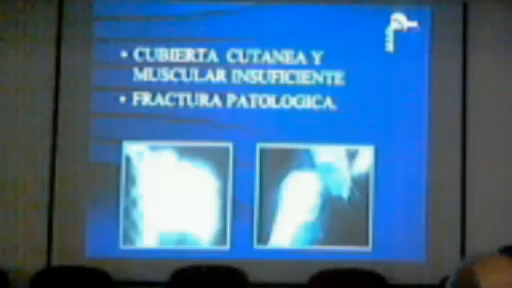 • CUBIERTA CUTANEA Y
MUSCULAR INSUFICIENTE
• FRACTURA PATOLOGICA.